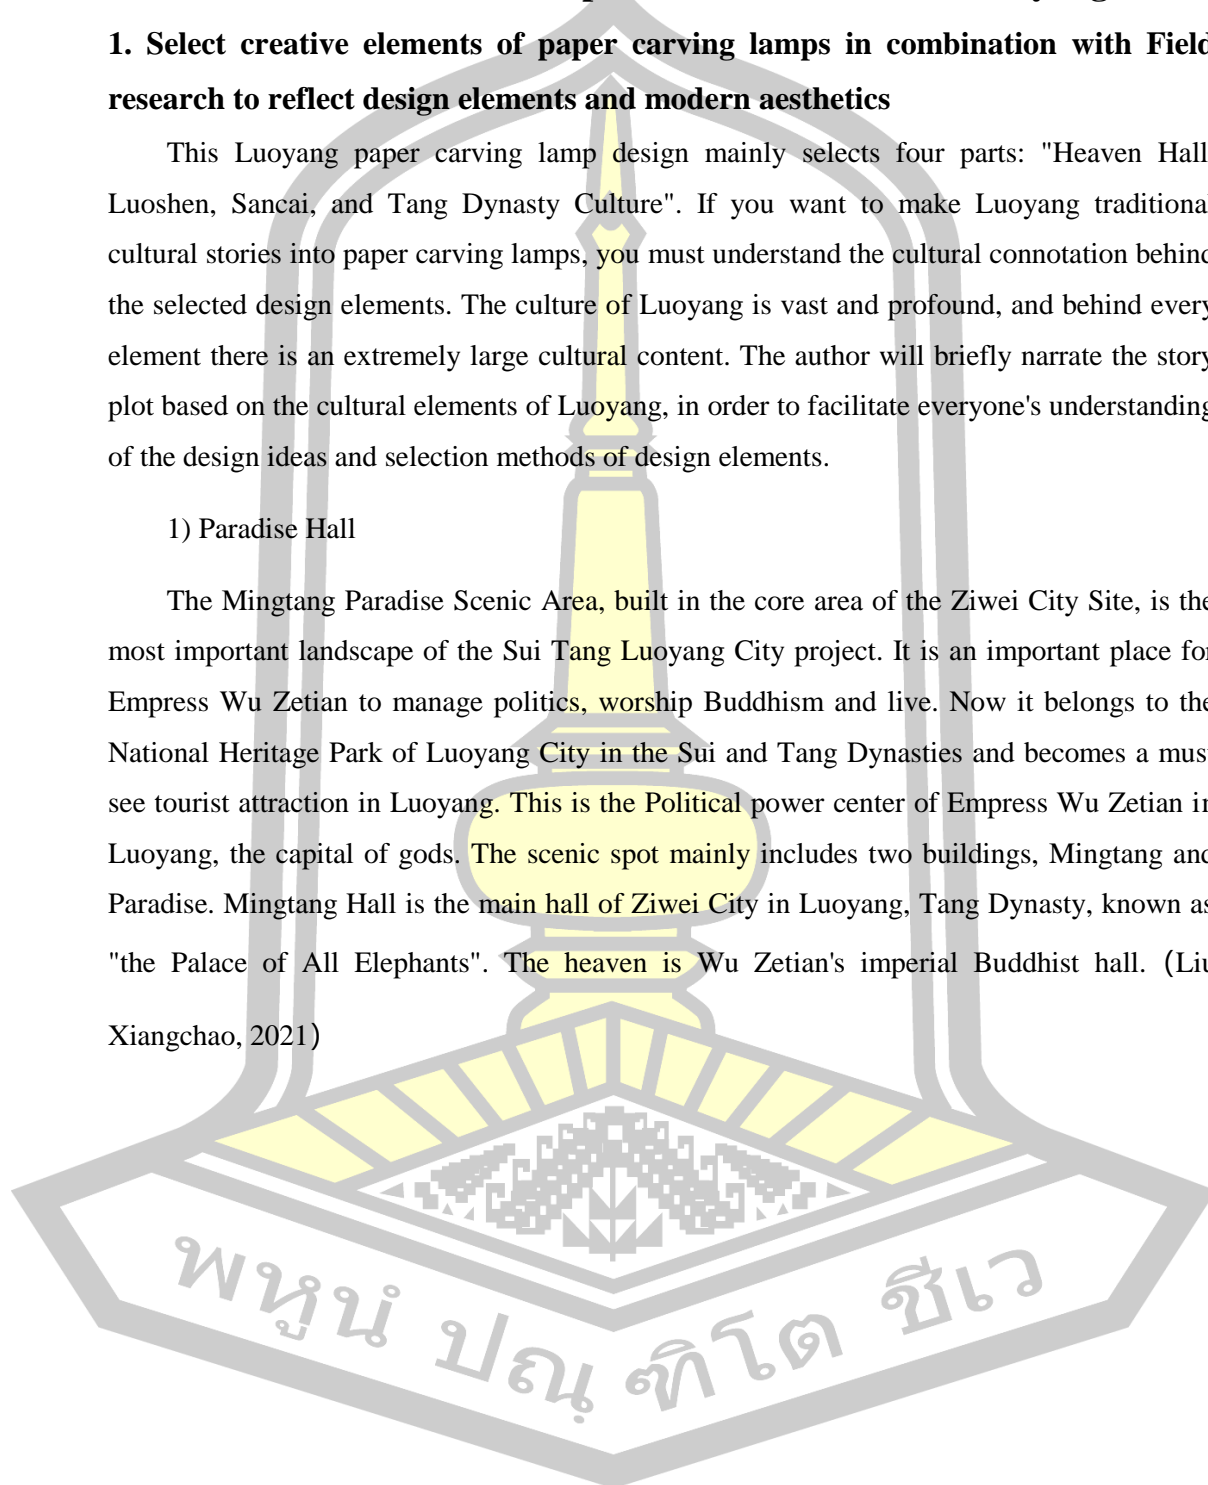 1. Select creative elements of paper carving lamps in combination with Field
research to reflect design elements and modern aesthetics
This Luoyang paper carving lamp design mainly selects four parts: "Heaven Hall
Luoshen, Sancai, and Tang Dynasty Culture". If you want to make Luoyang traditional
cultural stories into paper carving lamps, you must understand the cultural connotation behind
the selected design elements. The culture of Luoyang is vast and profound, and behind every
element there is an extremely large cultural content. The author will briefly narrate the story
plot based on the cultural elements of Luoyang, in order to facilitate everyone's understanding
of the design ideas and selection methods of design elements.
1) Paradise Hall
The Mingtang Paradise Scenic Area, built in the core area of the Ziwei City Site, is the
most important landscape of the Sui Tang Luoyang City project. It is an important place for
Empress Wu Zetian to manage politics, worship Buddhism and live. Now it belongs to the
National Heritage Park of Luoyang City in the Sui and Tang Dynasties and becomes a must
see tourist attraction in Luoyang. This is the Political power center of Empress Wu Zetian in
Luoyang, the capital of gods. The scenic spot mainly includes two buildings, Mingtang and
Paradise. Mingtang Hall is the main hall of Ziwei City in Luoyang, Tang Dynasty, known as
"the Palace of All Elephants". The heaven is Wu Zetian's imperial Buddhist hall. (Liu
Xiangchao, 2021)
พหูนํ ปณฺฑิโต ชีเว